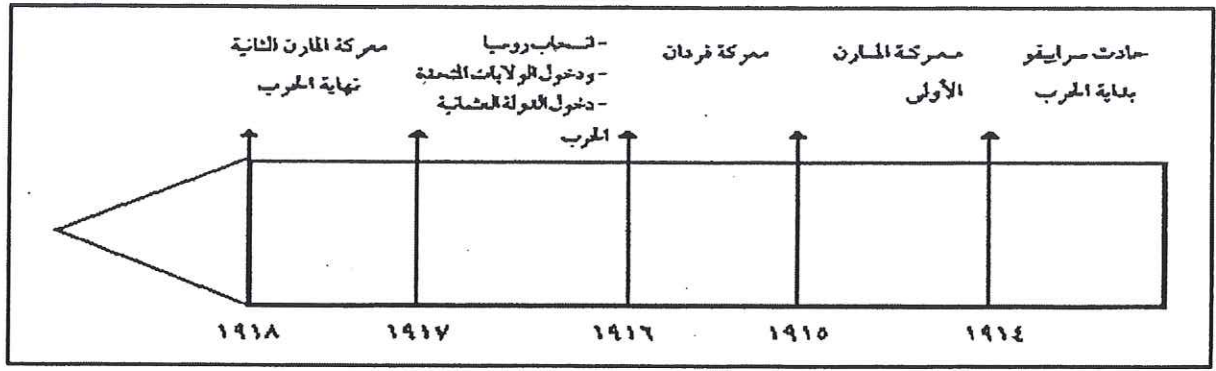 حادث سراييفو
بداية الحرب
معركة المارن
الأولى
معركة فردان
- انسحاب روسيا
- ودخول الولايات المتحدة
- دخول الدولة العثمانية
الحرب
معركة المارن الثانية
نهاية الحرب
١٩١٤
١٩١٥
١٩١٦
١٩١٧
١٩١٨